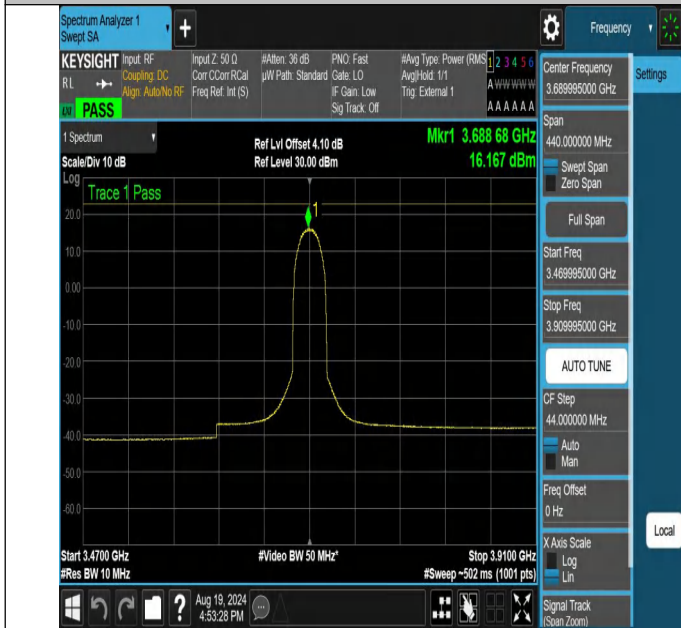 Spectrum Analyzer 1
Swept SA
+
Frequency
KEYSIGHT
RL
PASS
Input: RF
Coupling: DC
Align: Auto/No RF
Input Z: 50 Ω
Corr CCorr RCal
Freq Ref: Int (S)
#Atten: 36 dB
µW Path: Standard
PNO: Fast
Gate: LO
IF Gain: Low
Sig Track: Off
#Avg Type: Power (RMS
Avg|Hold: 1/1
Trig: External 1
1 2 3 4 5 6
A W W W W W
A A A A A A
Center Frequency
3.689995000 GHz
Settings
Span
440.000000 MHz
Swept Span
Zero Span
Full Span
Start Freq
3.469995000 GHz
Stop Freq
3.909995000 GHz
AUTO TUNE
CF Step
44.000000 MHz
Auto
Man
Freq Offset
0 Hz
X Axis Scale
Log
Lin
Local
Signal Track
(Span Zoom)
1 Spectrum
Scale/Div 10 dB
Ref Lvl Offset 4.10 dB
Ref Level 30.00 dBm
Mkr1 3.688 68 GHz
16.167 dBm
Log
Trace 1 Pass
1
20.0
10.0
0.00
-10.0
-20.0
-30.0
-40.0
-50.0
-60.0
Start 3.4700 GHz
#Res BW 10 MHz
#Video BW 50 MHz*
Stop 3.9100 GHz
#Sweep ~502 ms (1001 pts)
?
Aug 19, 2024
4:53:28 PM